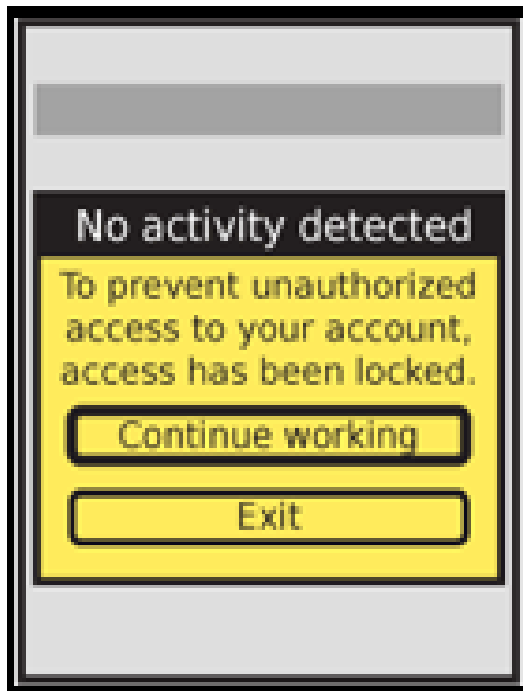 No activity detected
To prevent unauthorized
access to your account,
access has been locked.
Continue working
Exit